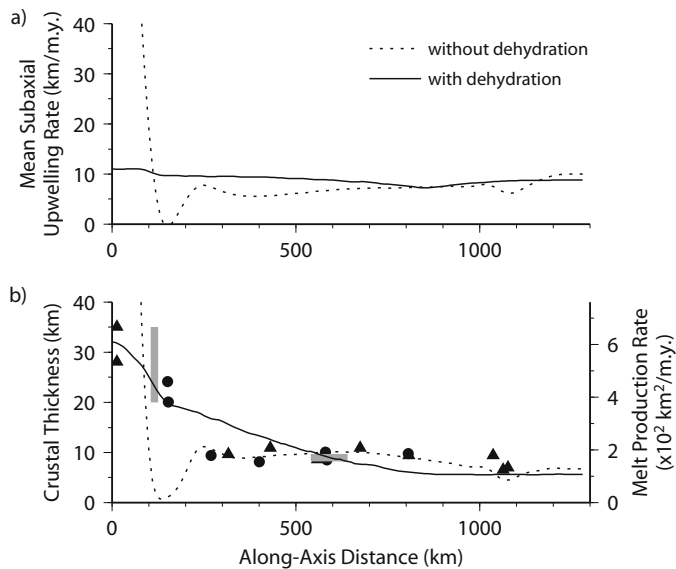 a)
40
30
20
10
0
Mean Subaxial
Upwelling Rate (km/m.y.)
without dehydration
with dehydration
0 500 1000
b)
40
30
20
10
0
Crustal Thickness (km)
6
4
2
0
Melt Production Rate
(x10² km²/m.y.)
0 500 1000
Along-Axis Distance (km)